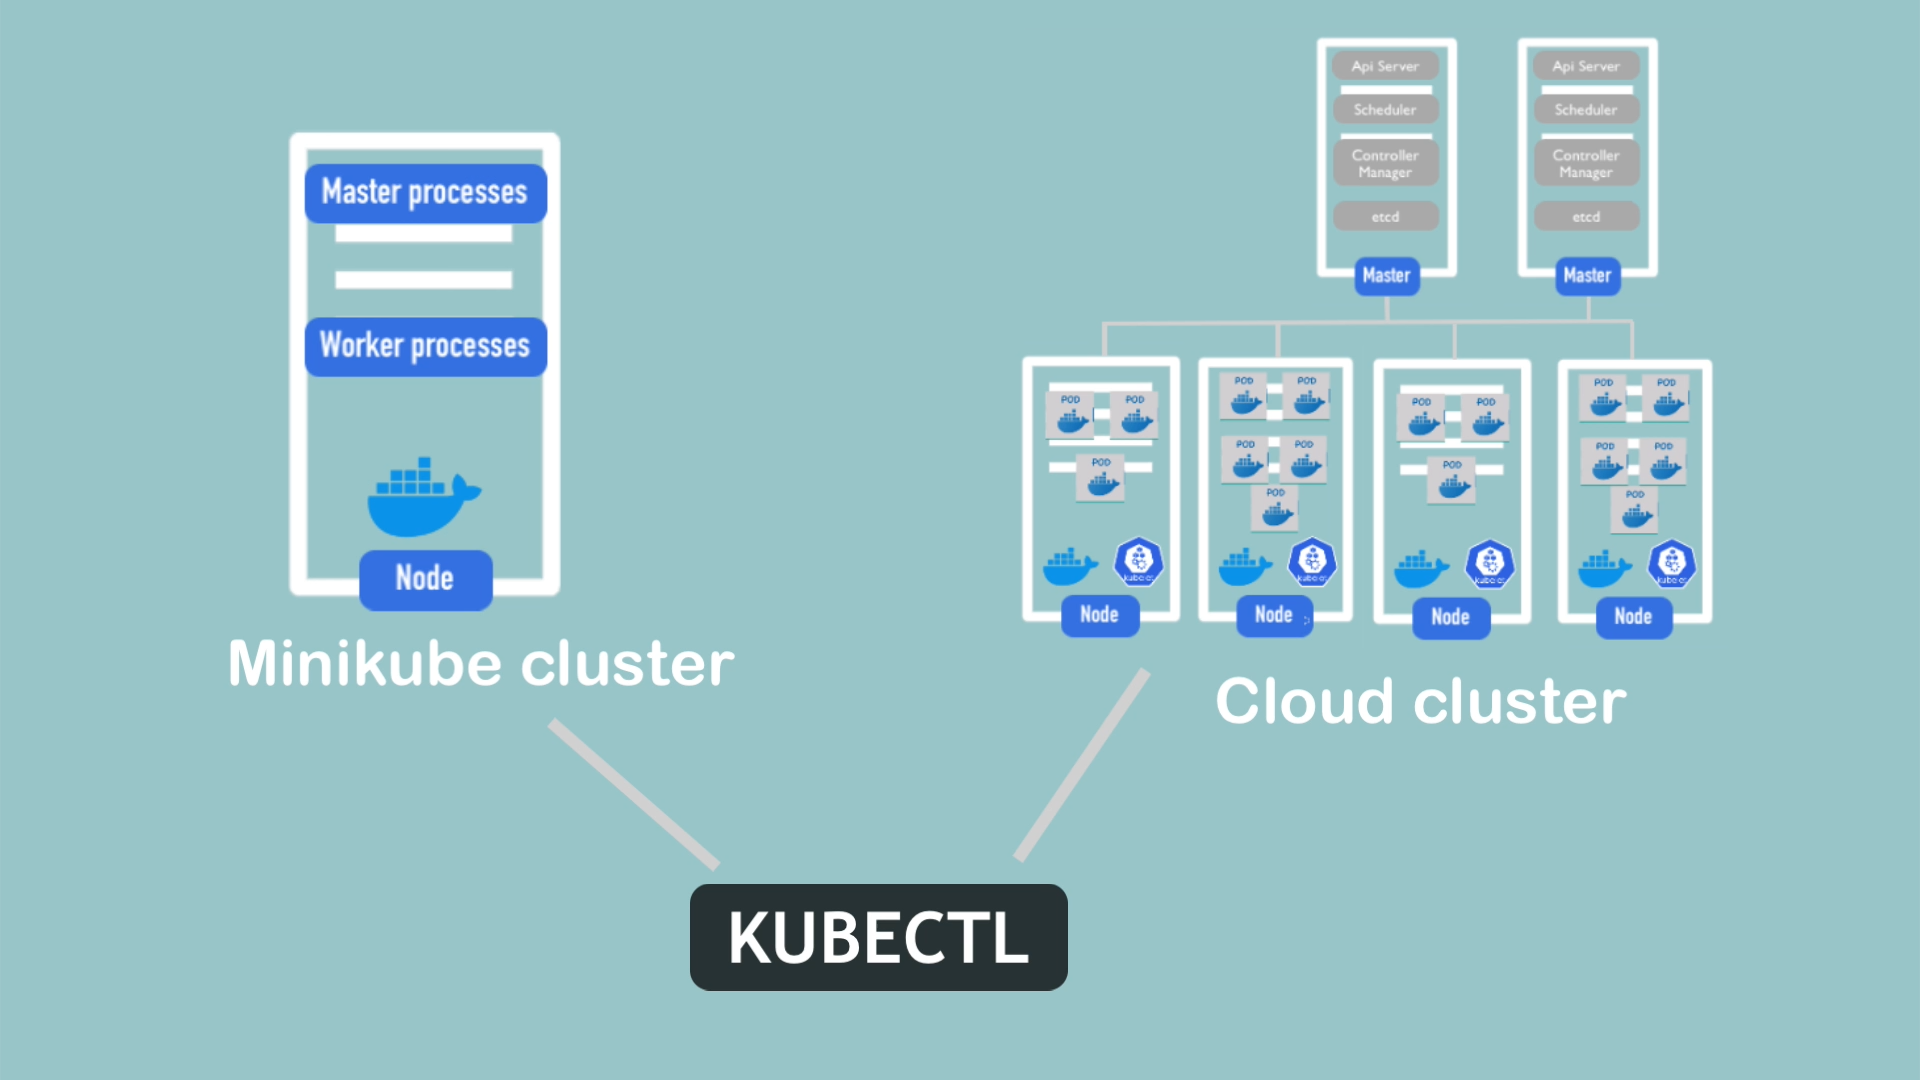 Master processes
Worker processes
Node
Minikube cluster
Api Server
Scheduler
Controller
Manager
etcd
Master
Api Server
Scheduler
Controller
Manager
etcd
Master
POD
POD
POD
Node
POD
POD
POD
POD
POD
Node
POD
POD
POD
Node
POD
POD
POD
POD
POD
Node
Cloud cluster
KUBECTL